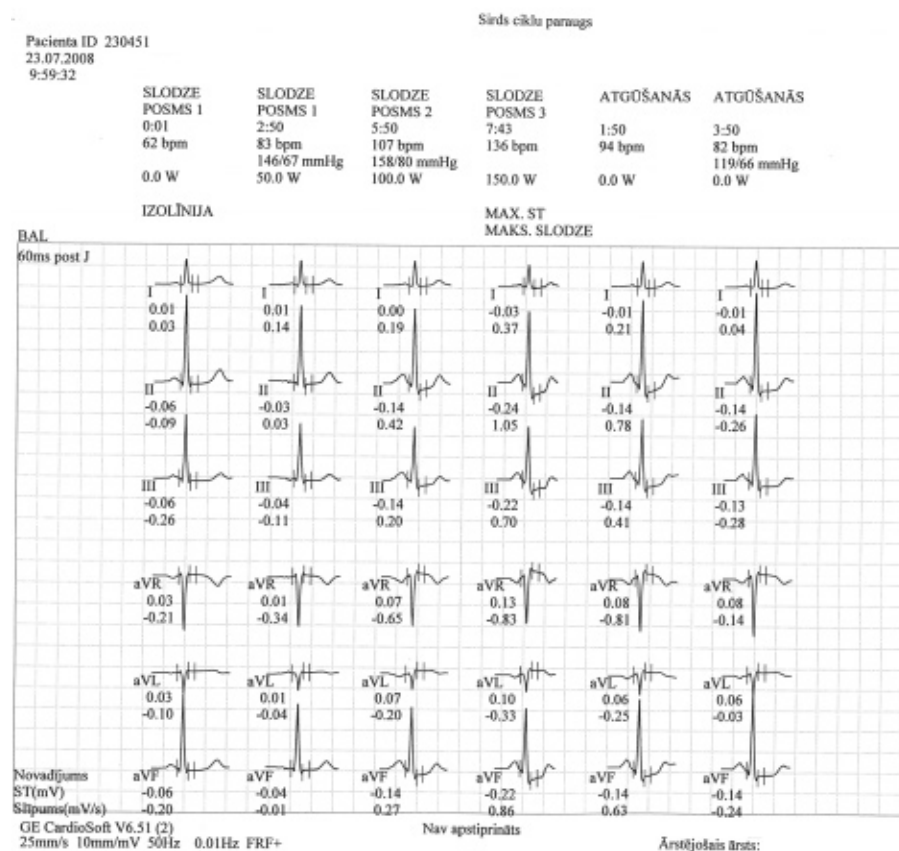 Sirds ciklu paraugs
Pacienta ID 230451
23.07.2008
9:59:32
SLODZE SLODZE SLODZE SLODZE ATGŪŠANĀS ATGŪŠANĀS
POSMS 1 POSMS 1 POSMS 2 POSMS 3
0:01 2:50 5:50 7:43 1:50 3:50
62 bpm 83 bpm 107 bpm 136 bpm 94 bpm 82 bpm
146/67 mmHg 158/80 mmHg 119/66 mmHg
0.0 W 50.0 W 100.0 W 150.0 W 0.0 W 0.0 W
IZOLĪNIJA MAX. ST
MAKS. SLODZE
BAL
60ms post J
I I I I I I
0.01 0.01 0.00 -0.03 -0.01 -0.01
0.03 0.14 0.19 0.37 0.21 0.04
II II II II II II
-0.06 -0.03 -0.14 -0.24 -0.14 -0.14
-0.09 0.03 0.42 1.05 0.78 -0.26
III III III III III III
-0.06 -0.04 -0.14 -0.22 -0.14 -0.13
-0.26 -0.11 0.20 0.70 0.41 -0.28
aVR aVR aVR aVR aVR aVR
0.03 0.01 0.07 0.13 0.08 0.08
-0.21 -0.34 -0.65 -0.83 -0.81 -0.14
aVL aVL aVL aVL aVL aVL
0.03 0.01 0.07 0.10 0.06 0.06
-0.10 -0.04 -0.20 -0.33 -0.25 -0.03
Novadījums aVF aVF aVF aVF aVF aVF
ST(mV) -0.06 -0.04 -0.14 -0.22 -0.14 -0.14
Slīpums(mV/s) -0.20 -0.01 0.27 0.86 0.63 -0.24
GE CardioSoft V6.51 (2) Nav apstiprināts
25mm/s 10mm/mV 50Hz 0.01Hz FRF+ Ārstējošais ārsts: